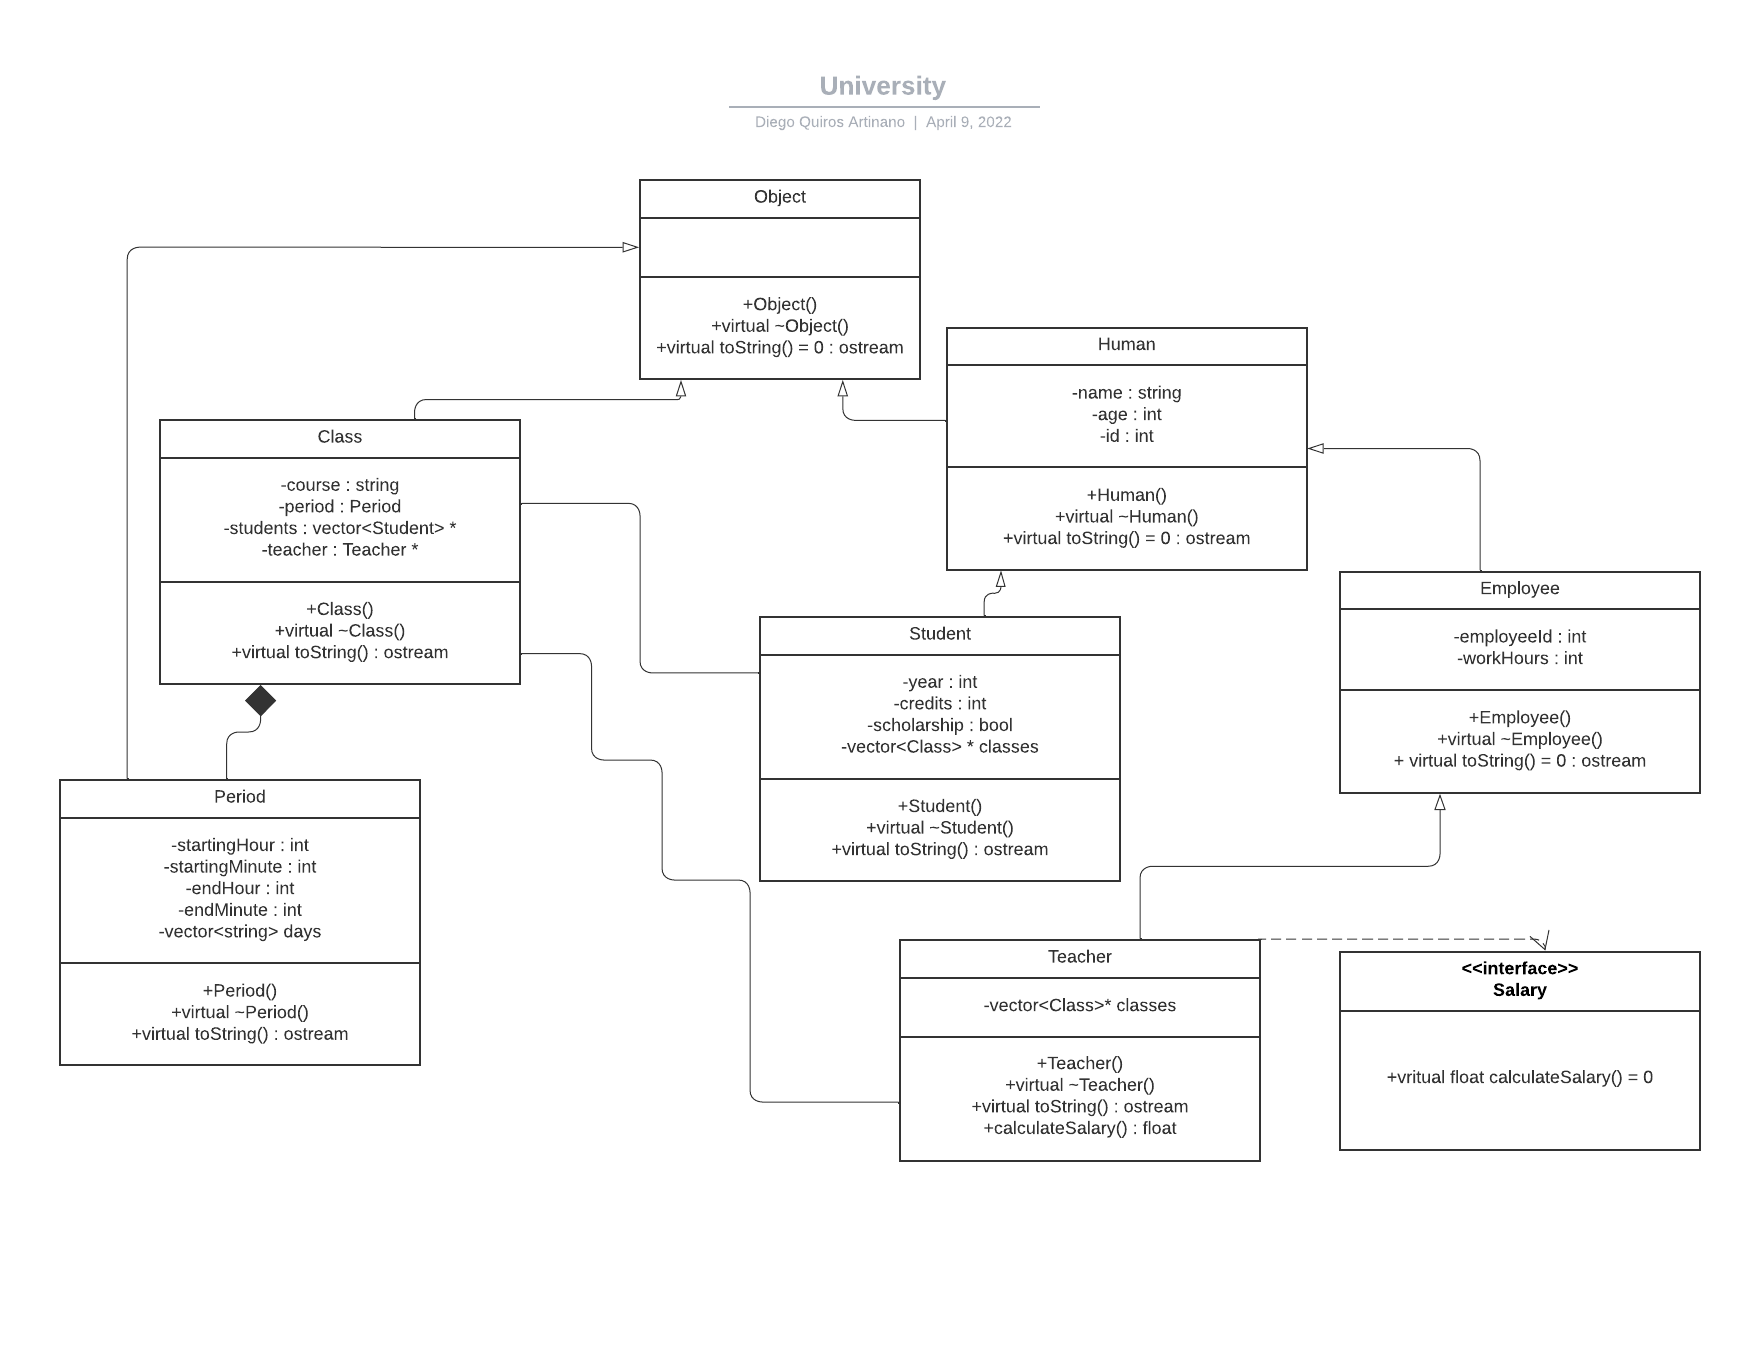 University
Diego Quiros Artinano | April 9, 2022
Object
+Object()
+virtual ~Object()
+virtual toString() = 0 : ostream
Human
-name : string
-age : int
-id : int
+Human()
+virtual ~Human()
+virtual toString() = 0 : ostream
Class
-course : string
-period : Period
-students : vector<Student> *
-teacher : Teacher *
+Class()
+virtual ~Class()
+virtual toString() : ostream
Employee
-employeeId : int
-workHours : int
+Employee()
+virtual ~Employee()
+ virtual toString() = 0 : ostream
Student
-year : int
-credits : int
-scholarship : bool
-vector<Class> * classes
+Student()
+virtual ~Student()
+virtual toString() : ostream
Period
-startingHour : int
-startingMinute : int
-endHour : int
-endMinute : int
-vector<string> days
+Period()
+virtual ~Period()
+virtual toString() : ostream
Teacher
-vector<Class>* classes
+Teacher()
+virtual ~Teacher()
+virtual toString() : ostream
+calculateSalary() : float
<<interface>>
Salary
+vritual float calculateSalary() = 0